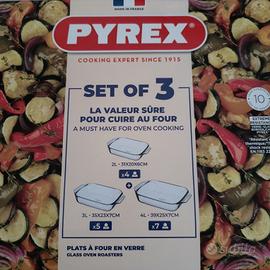 MADE IN FRANCE
PYREX®
COOKING EXPERT SINCE 1915
SET OF 3
LA VALEUR SÛRE
POUR CUIRE AU FOUR
A MUST HAVE FOR OVEN COOKING
2L - 31X20X6CM
x4
+
3L - 35X23X7CM
4L - 39X25X7CM
x5
x7
PLATS À FOUR EN VERRE
GLASS OVEN ROASTERS
10